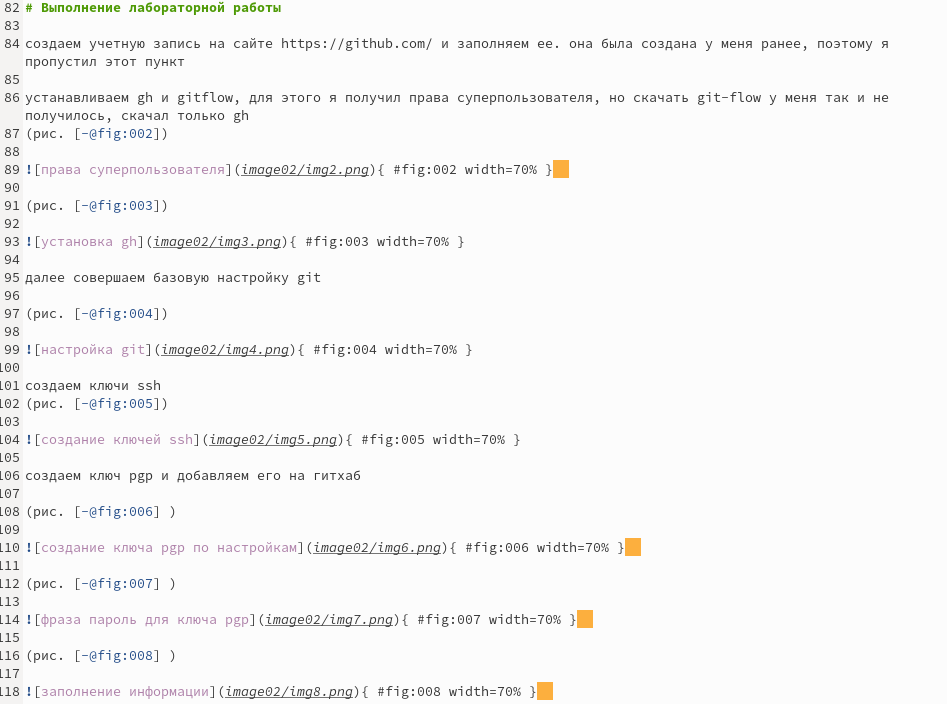 82 # Выполнение лабораторной работы
83
84 создаем учетную запись на сайте https://github.com/ и заполняем ее. она была создана у меня ранее, поэтому я
пропустил этот пункт
85
86 устанавливаем gh и gitflow, для этого я получил права суперпользователя, но скачать git-flow у меня так и не
получилось, скачал только gh
87 (рис. [-@fig:002])
88
89 ![права суперпользователя](image02/img2.png){ #fig:002 width=70% }
90
91 (рис. [-@fig:003])
92
93 ![установка gh](image02/img3.png){ #fig:003 width=70% }
94
95 далее совершаем базовую настройку git
96
97 (рис. [-@fig:004])
98
99 ![настройка git](image02/img4.png){ #fig:004 width=70% }
100
101 создаем ключи ssh
102 (рис. [-@fig:005])
103
104 ![создание ключей ssh](image02/img5.png){ #fig:005 width=70% }
105
106 создаем ключ pgp и добавляем его на гитхаб
107
108 (рис. [-@fig:006] )
109
110 ![создание ключа pgp по настройкам](image02/img6.png){ #fig:006 width=70% }
111
112 (рис. [-@fig:007] )
113
114 ![фраза пароль для ключа pgp](image02/img7.png){ #fig:007 width=70% }
115
116 (рис. [-@fig:008] )
117
118 ![заполнение информации](image02/img8.png){ #fig:008 width=70% }